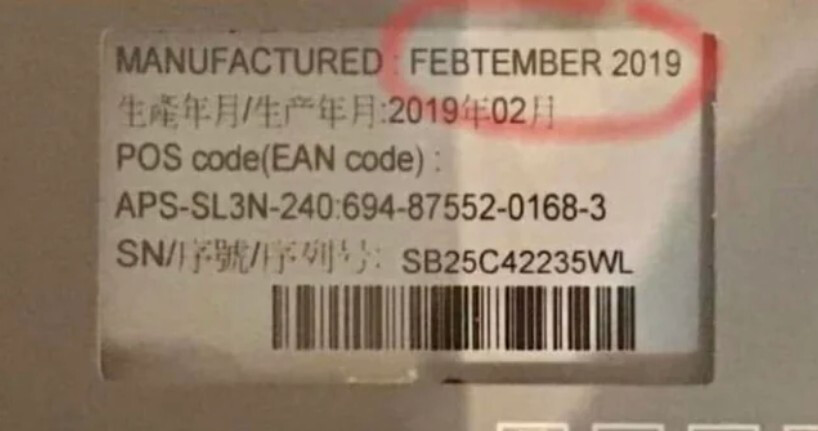 MANUFACTURED : FEBTEMBER 2019
生產年月/生产年月:2019年02月
POS code(EAN code) :
APS-SL3N-240:694-87552-0168-3
SN/序號/序列号: SB25C42235WL